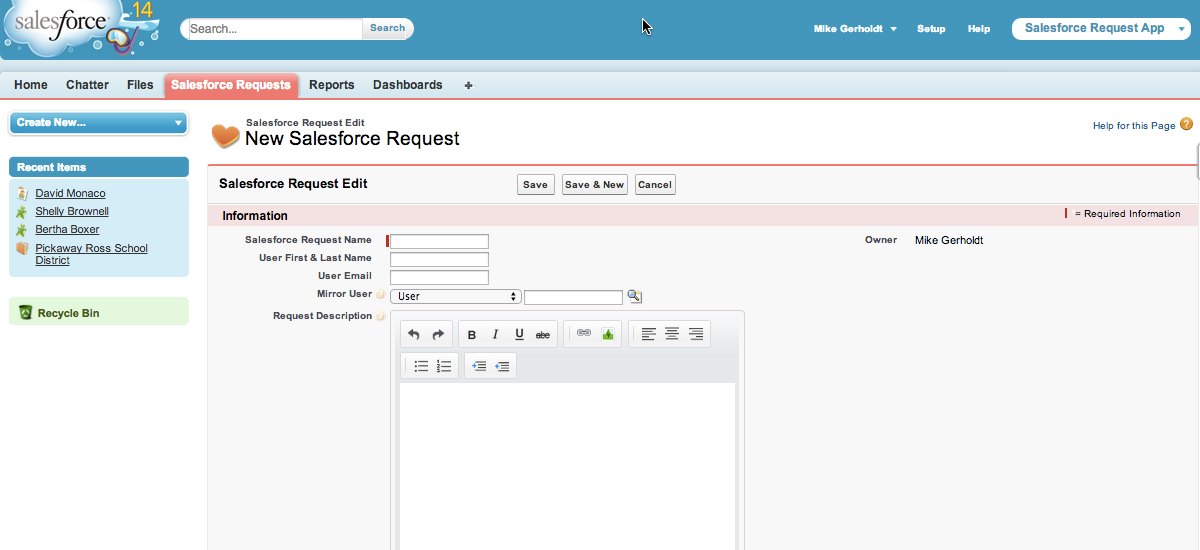 salesforce
14
Search...
Search
Mike Gerholdt
Setup
Help
Salesforce Request App
Home
Chatter
Files
Salesforce Requests
Reports
Dashboards
+
Create New...
Recent Items
David Monaco
Shelly Brownell
Bertha Boxer
Pickaway Ross School
District
Recycle Bin
Salesforce Request Edit
New Salesforce Request
Help for this Page ?
Salesforce Request Edit
Save
Save & New
Cancel
Information
= Required Information
Salesforce Request Name
Owner
Mike Gerholdt
User First & Last Name
User Email
Mirror User
User
Request Description
B I U abc